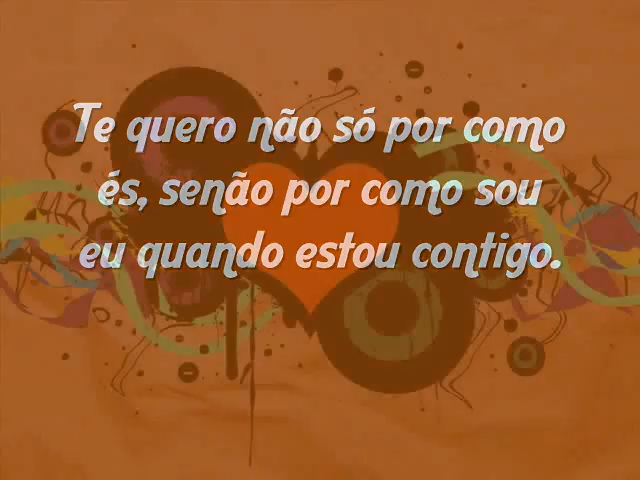 Te quero não só por como
és, senão por como sou
eu quando estou contigo.